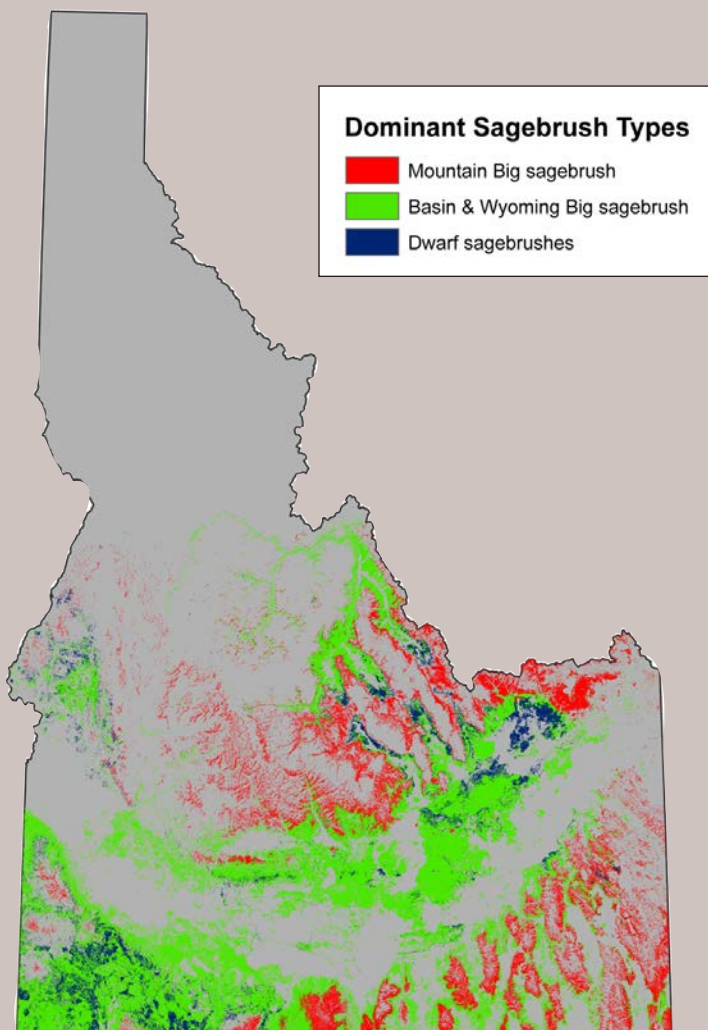 Dominant Sagebrush Types
Mountain Big sagebrush
Basin & Wyoming Big sagebrush
Dwarf sagebrushes